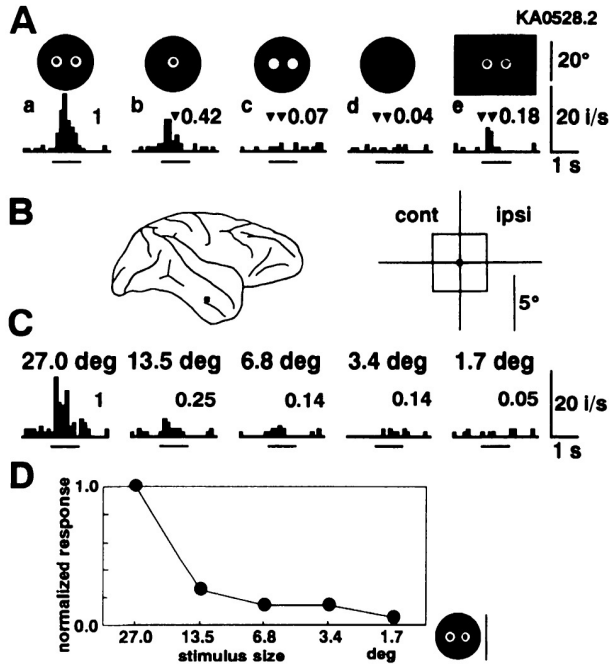 A
KA0528.2
20°
a 1
b ▼0.42
c ▼▼0.07
d ▼▼0.04
e ▼▼0.18
20 i/s
1 s
B
cont ipsi
5°
C
27.0 deg 13.5 deg 6.8 deg 3.4 deg 1.7 deg
1 0.25 0.14 0.14 0.05
20 i/s
1 s
D
normalized response
1.0
0.0
27.0 13.5 6.8 3.4 1.7
stimulus size deg